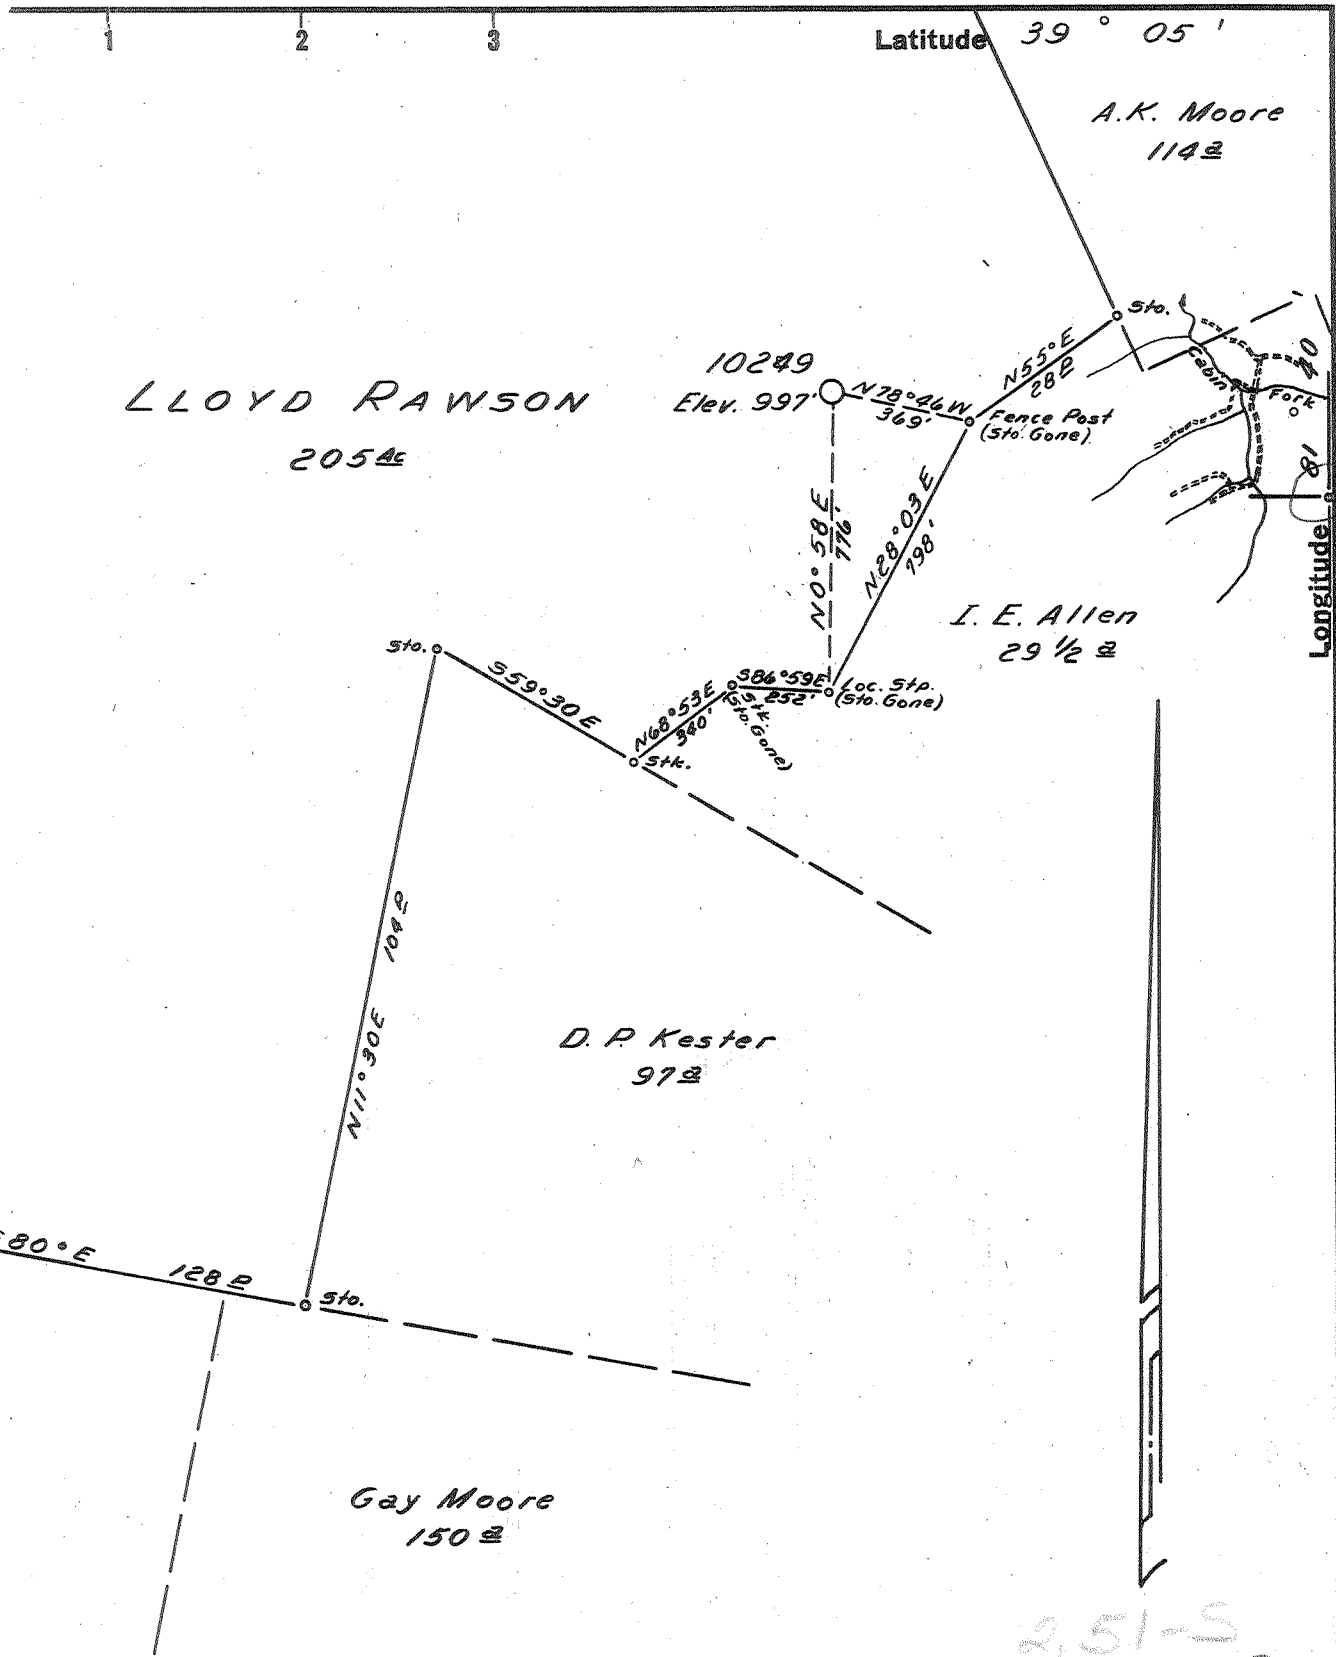 1 2 3
Latitude 39° 05'
A.K. Moore
114 a
Sto.
N55°E
28 P
Cabin
Fork
81 40
Longitude
10249
Elev. 997'
N78°46W
369'
Fence Post
(Sto. Gone)
LLOYD RAWSON
205 Ac
N0°58E
776'
N28°03E
798'
I. E. Allen
29 1/2 a
Sto.
S59°30E
N68°53E
340'
S86°59E
252'
Loc. Stp.
(Sto. Gone)
Stk.
(Sto. Gone)
Stk.
N11°30E 104 P
D. P. Kester
97 a
80°E
128 P
Sto.
Gay Moore
150 a
2.51-S